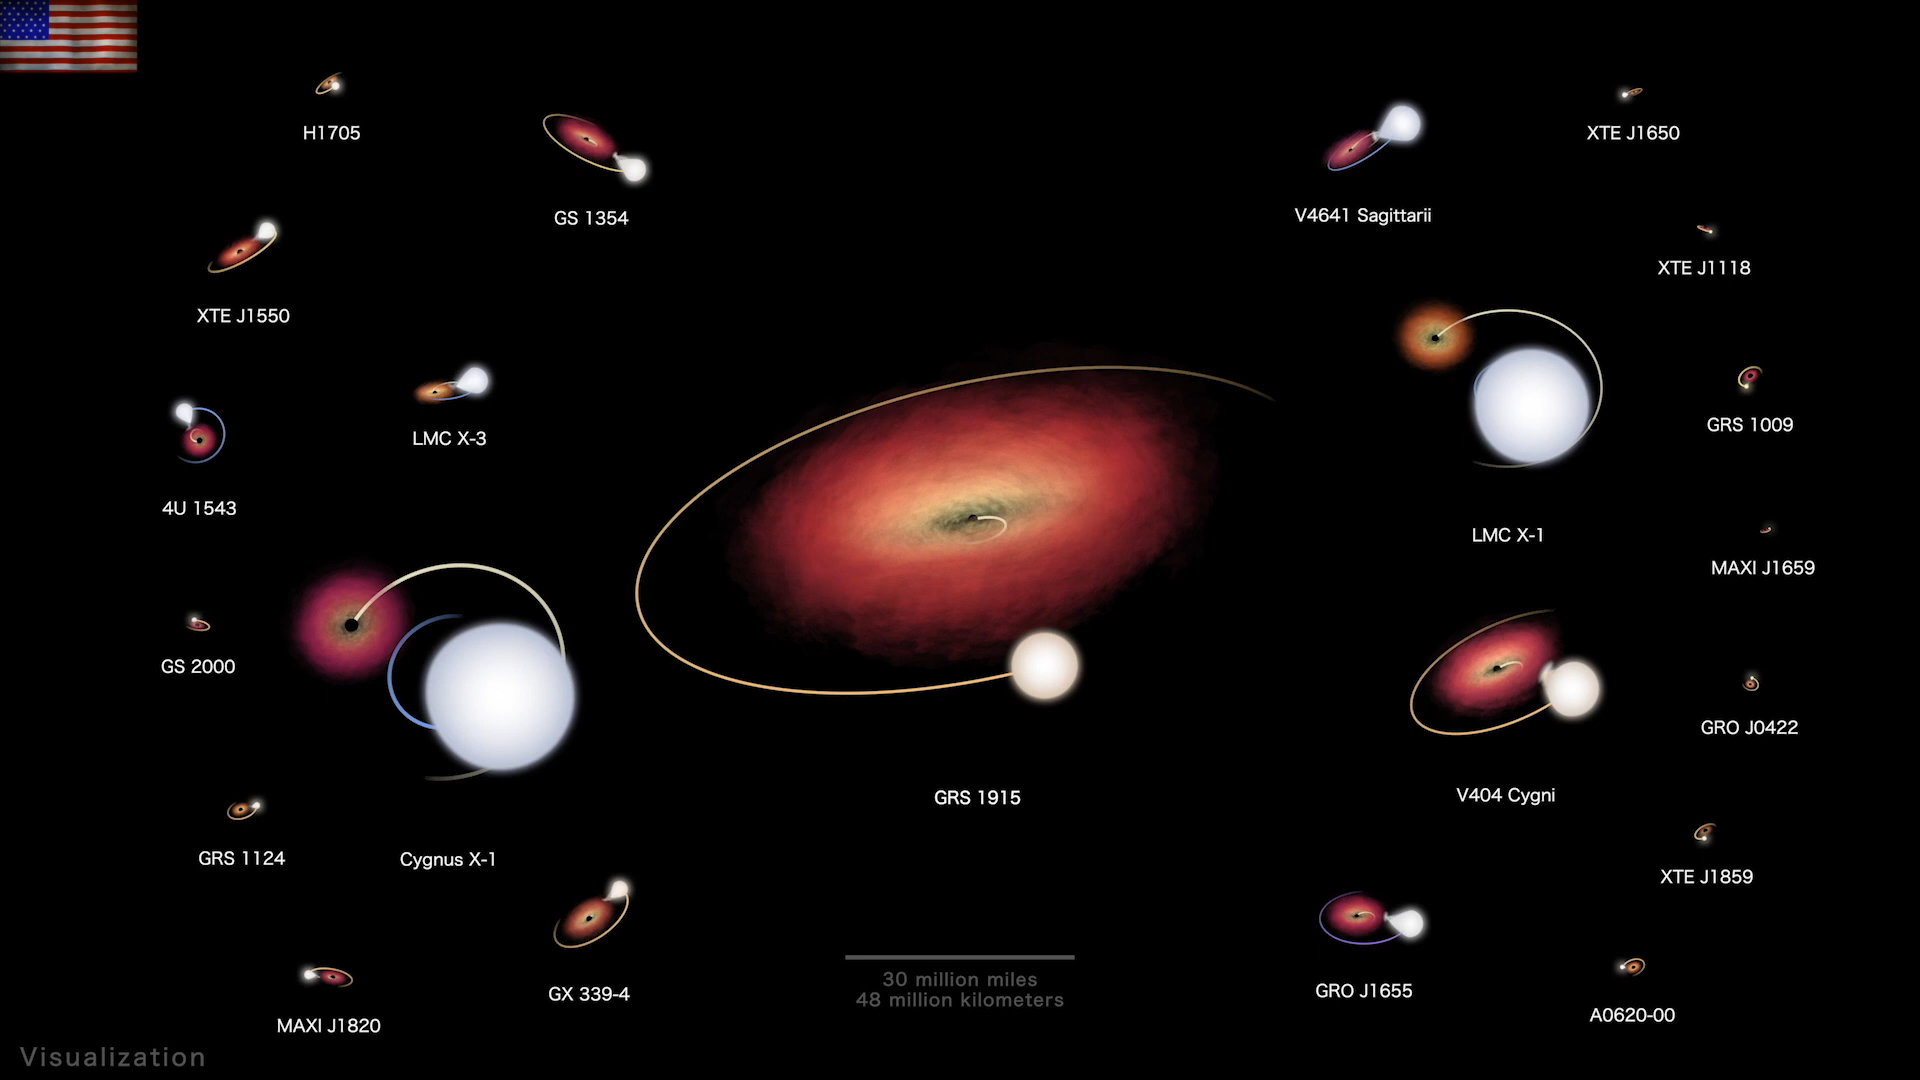 H1705
XTE J1650
GS 1354
V4641 Sagittarii
XTE J1118
XTE J1550
GRS 1009
LMC X-3
4U 1543
LMC X-1
MAXI J1659
GS 2000
GRO J0422
V404 Cygni
GRS 1915
GRS 1124
Cygnus X-1
XTE J1859
30 million miles
48 million kilometers
GX 339-4
GRO J1655
A0620-00
MAXI J1820
Visualization